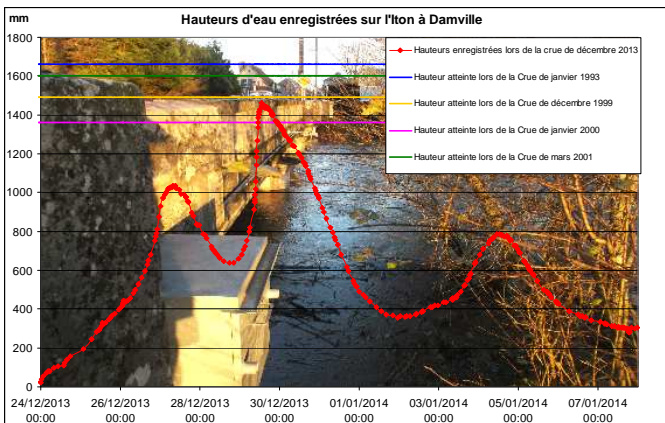 mm
Hauteurs d'eau enregistrées sur l'Iton à Damville
1800
1600
1400
1200
1000
800
600
400
200
0
Hauteurs enregistrées lors de la crue de décembre 2013
Hauteur atteinte lors de la Crue de janvier 1993
Hauteur atteinte lors de la Crue de décembre 1999
Hauteur atteinte lors de la Crue de janvier 2000
Hauteur atteinte lors de la Crue de mars 2001
24/12/2013 26/12/2013 28/12/2013 30/12/2013 01/01/2014 03/01/2014 05/01/2014 07/01/2014
00:00 00:00 00:00 00:00 00:00 00:00 00:00 00:00